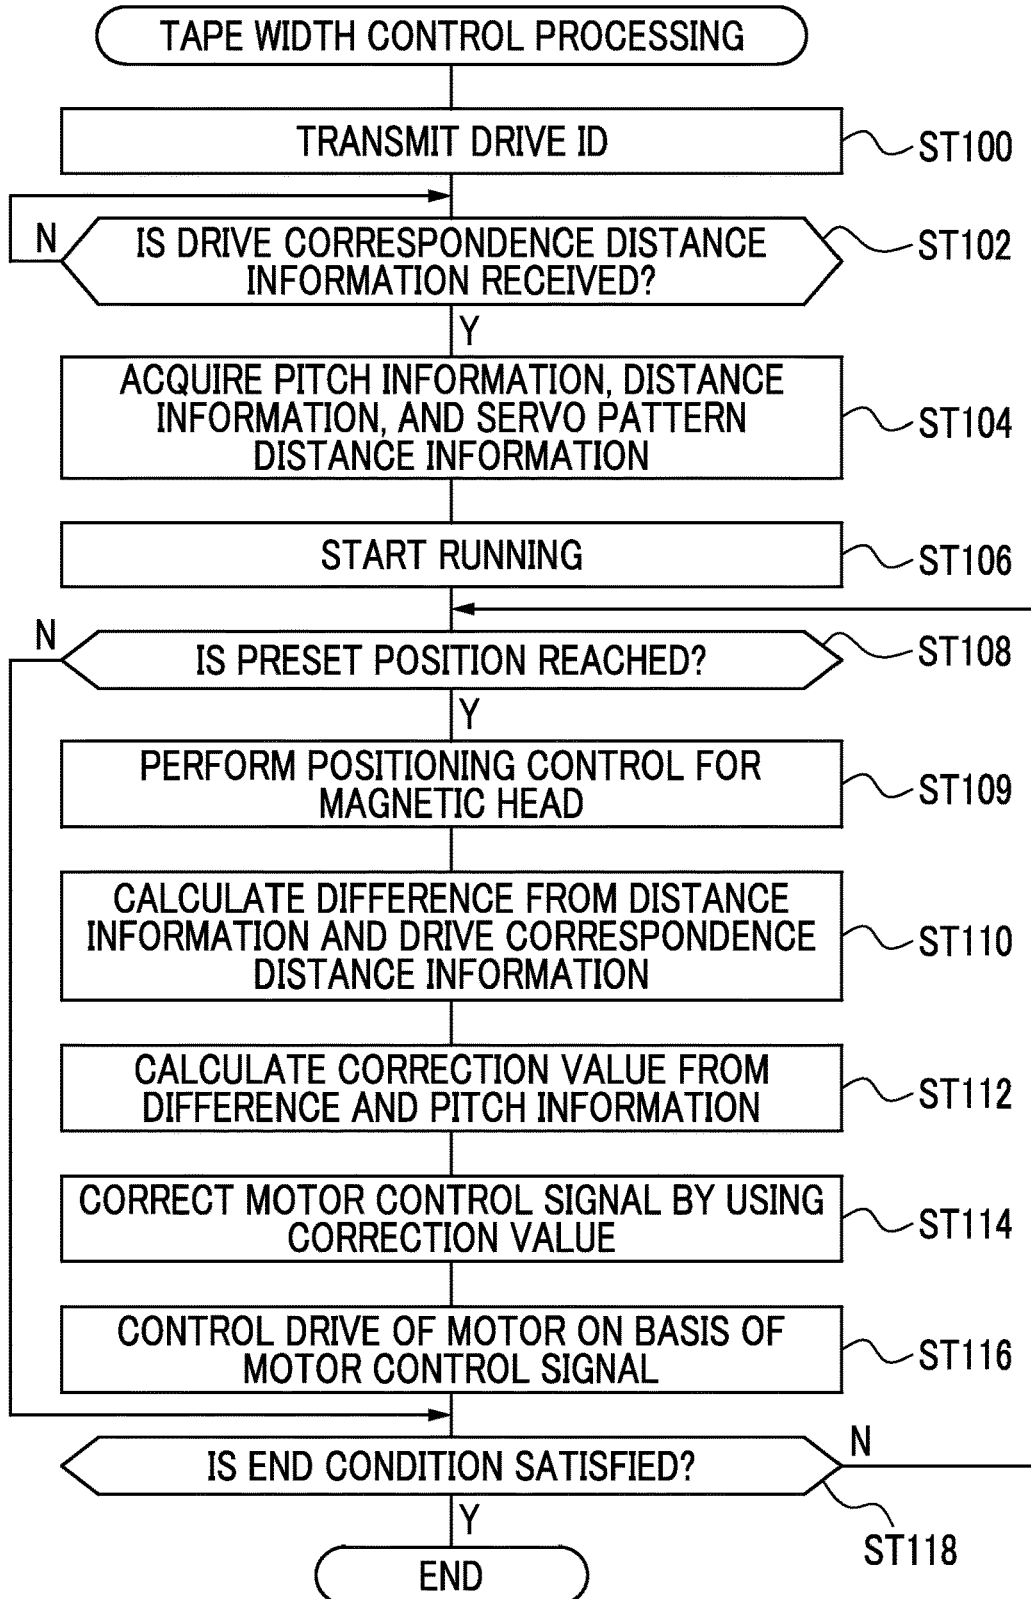 TAPE WIDTH CONTROL PROCESSING
TRANSMIT DRIVE ID
ST100
N
IS DRIVE CORRESPONDENCE DISTANCE
INFORMATION RECEIVED?
ST102
Y
ACQUIRE PITCH INFORMATION, DISTANCE
INFORMATION, AND SERVO PATTERN
DISTANCE INFORMATION
ST104
START RUNNING
ST106
N
IS PRESET POSITION REACHED?
ST108
Y
PERFORM POSITIONING CONTROL FOR
MAGNETIC HEAD
ST109
CALCULATE DIFFERENCE FROM DISTANCE
INFORMATION AND DRIVE CORRESPONDENCE
DISTANCE INFORMATION
ST110
CALCULATE CORRECTION VALUE FROM
DIFFERENCE AND PITCH INFORMATION
ST112
CORRECT MOTOR CONTROL SIGNAL BY USING
CORRECTION VALUE
ST114
CONTROL DRIVE OF MOTOR ON BASIS OF
MOTOR CONTROL SIGNAL
ST116
IS END CONDITION SATISFIED?
N
ST118
Y
END